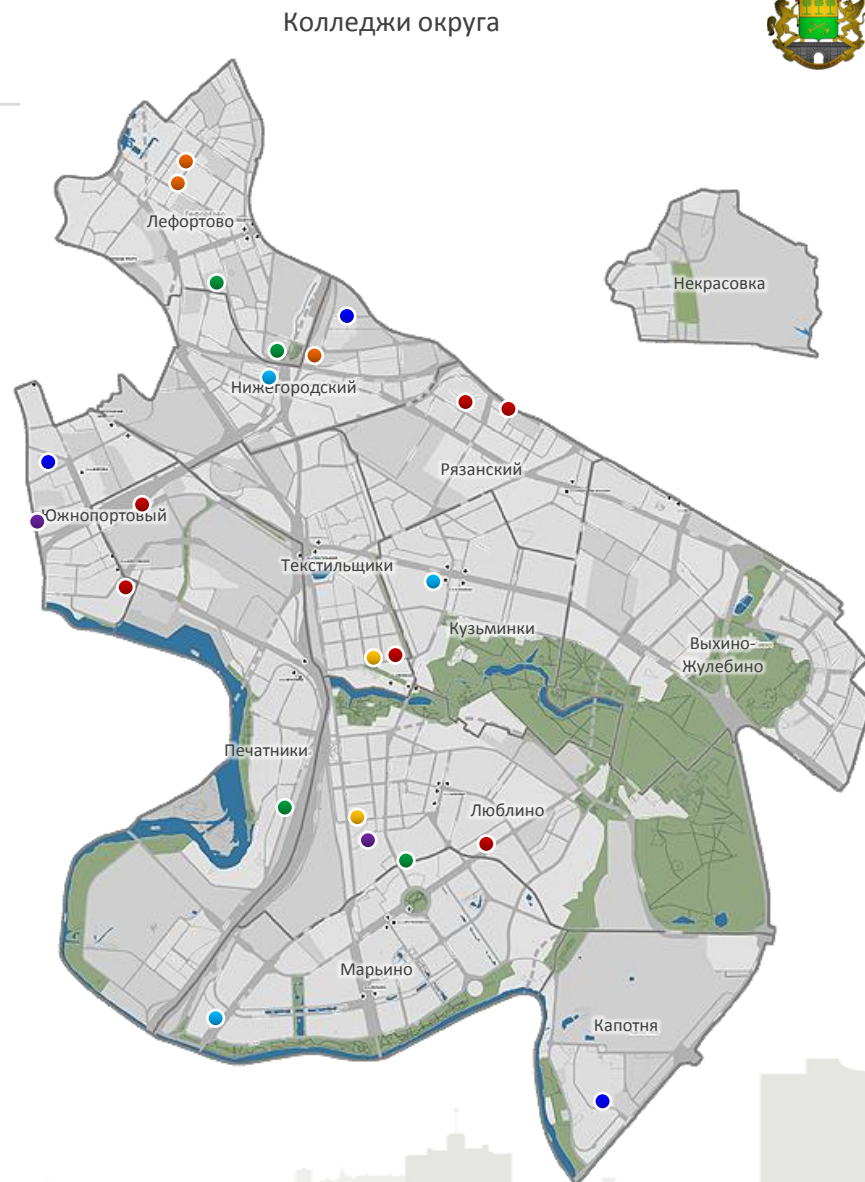 Колледжи округа
Лефортово
Некрасовка
Нижегородский
Рязанский
Южнопортовый
Текстильщики
Кузьминки
Выхино-
Жулебино
Печатники
Люблино
Марьино
Капотня